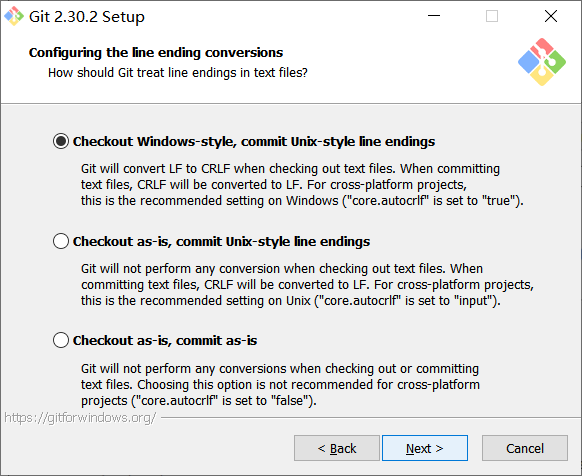 Git 2.30.2 Setup
Configuring the line ending conversions
How should Git treat line endings in text files?
Checkout Windows-style, commit Unix-style line endings
Git will convert LF to CRLF when checking out text files. When committing
text files, CRLF will be converted to LF. For cross-platform projects,
this is the recommended setting on Windows ("core.autocrlf" is set to "true").
Checkout as-is, commit Unix-style line endings
Git will not perform any conversion when checking out text files. When
committing text files, CRLF will be converted to LF. For cross-platform projects,
this is the recommended setting on Unix ("core.autocrlf" is set to "input").
Checkout as-is, commit as-is
Git will not perform any conversions when checking out or committing
text files. Choosing this option is not recommended for cross-platform
projects ("core.autocrlf" is set to "false").
https://gitforwindows.org/
< Back Next > Cancel